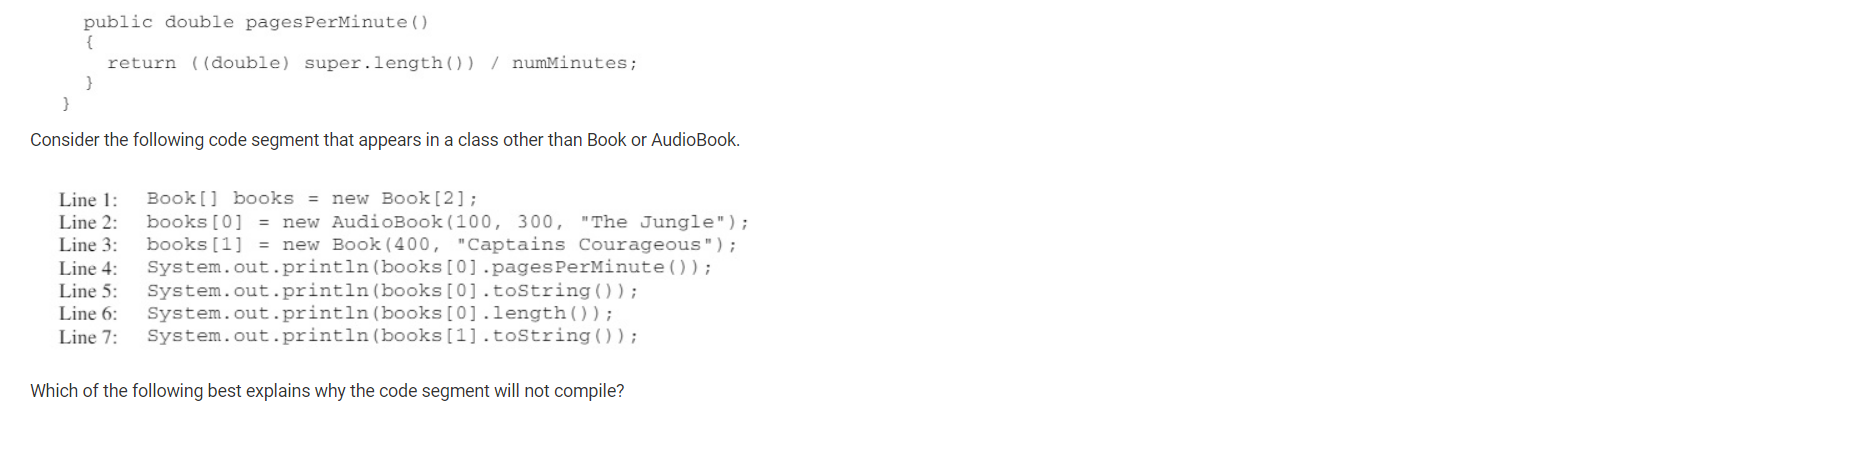 public double pagesPerMinute()
{
return ((double) super.length()) / numMinutes;
}
}
Consider the following code segment that appears in a class other than Book or AudioBook.
Line 1: Book[] books = new Book[2];
Line 2: books[0] = new AudioBook(100, 300, "The Jungle");
Line 3: books[1] = new Book(400, "Captains Courageous");
Line 4: System.out.println(books[0].pagesPerMinute());
Line 5: System.out.println(books[0].toString());
Line 6: System.out.println(books[0].length());
Line 7: System.out.println(books[1].toString());
Which of the following best explains why the code segment will not compile?